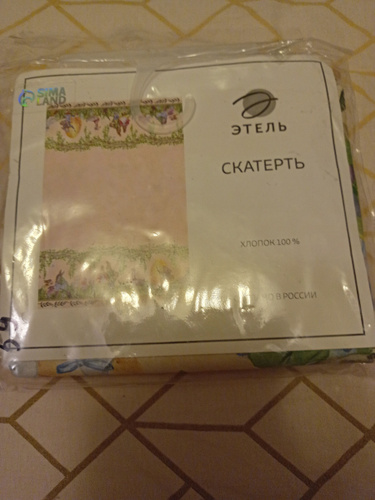 SIMA
LAND
ЭТЕЛЬ
СКАТЕРТЬ
ХЛОПОК 100 %
В РОССИИ